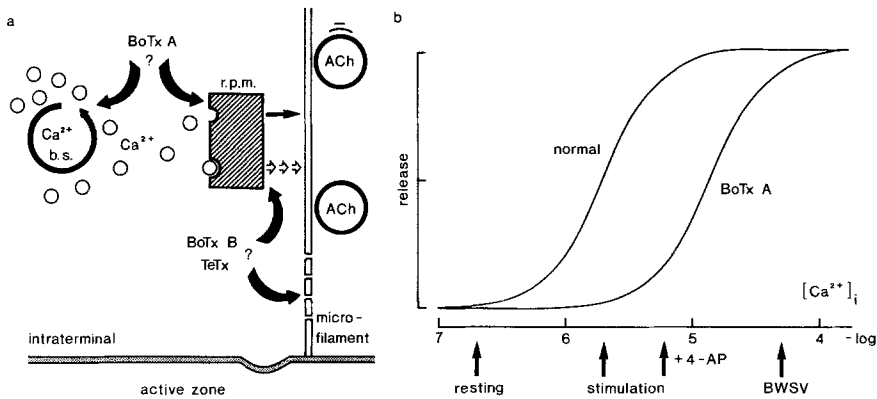 a
BoTx A
?
r.p.m.
ACh
Ca²⁺
b.s.
Ca²⁺
ACh
BoTx B
?
TeTx
micro-
filament
intraterminal
active zone
b
release
normal
BoTx A
[Ca²⁺]i
7 6 5 4 -log
+ 4-AP
resting stimulation BWSV